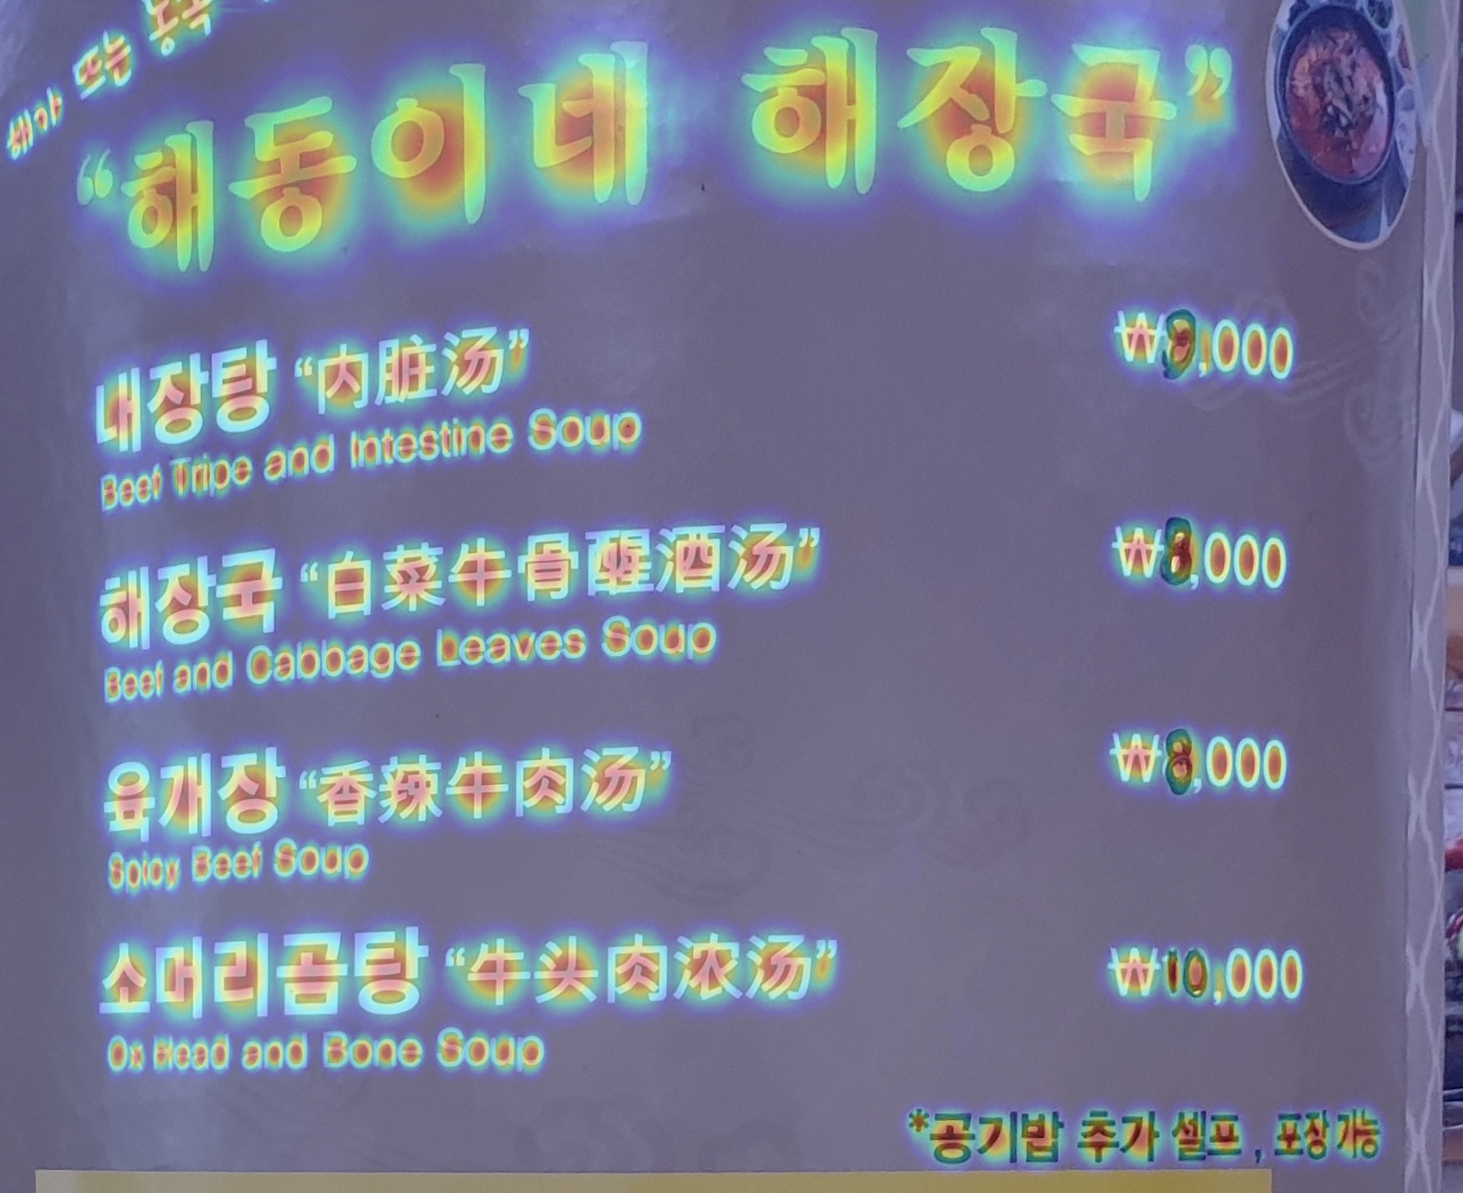 해가 뜨는 동쪽
“해동이네 해장국”
내장탕 “内脏汤” ₩9,000
Beef Tripe and Intestine Soup
해장국 “白菜牛骨醒酒汤” ₩8,000
Beef and Cabbage Leaves Soup
육개장 “香辣牛肉汤” ₩8,000
Spicy Beef Soup
소머리곰탕 “牛头肉浓汤” ₩10,000
Ox Head and Bone Soup
*공기밥 추가 셀프, 포장가능